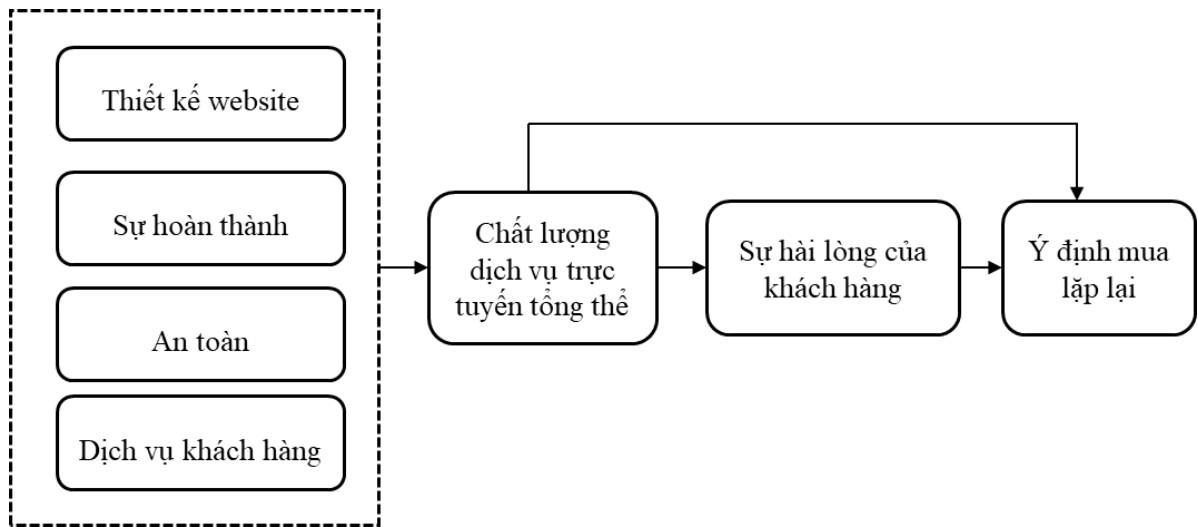 Thiết kế website
Sự hoàn thành
An toàn
Dịch vụ khách hàng
Chất lượng
dịch vụ trực
tuyến tổng thể
Sự hài lòng của
khách hàng
Ý định mua
lặp lại